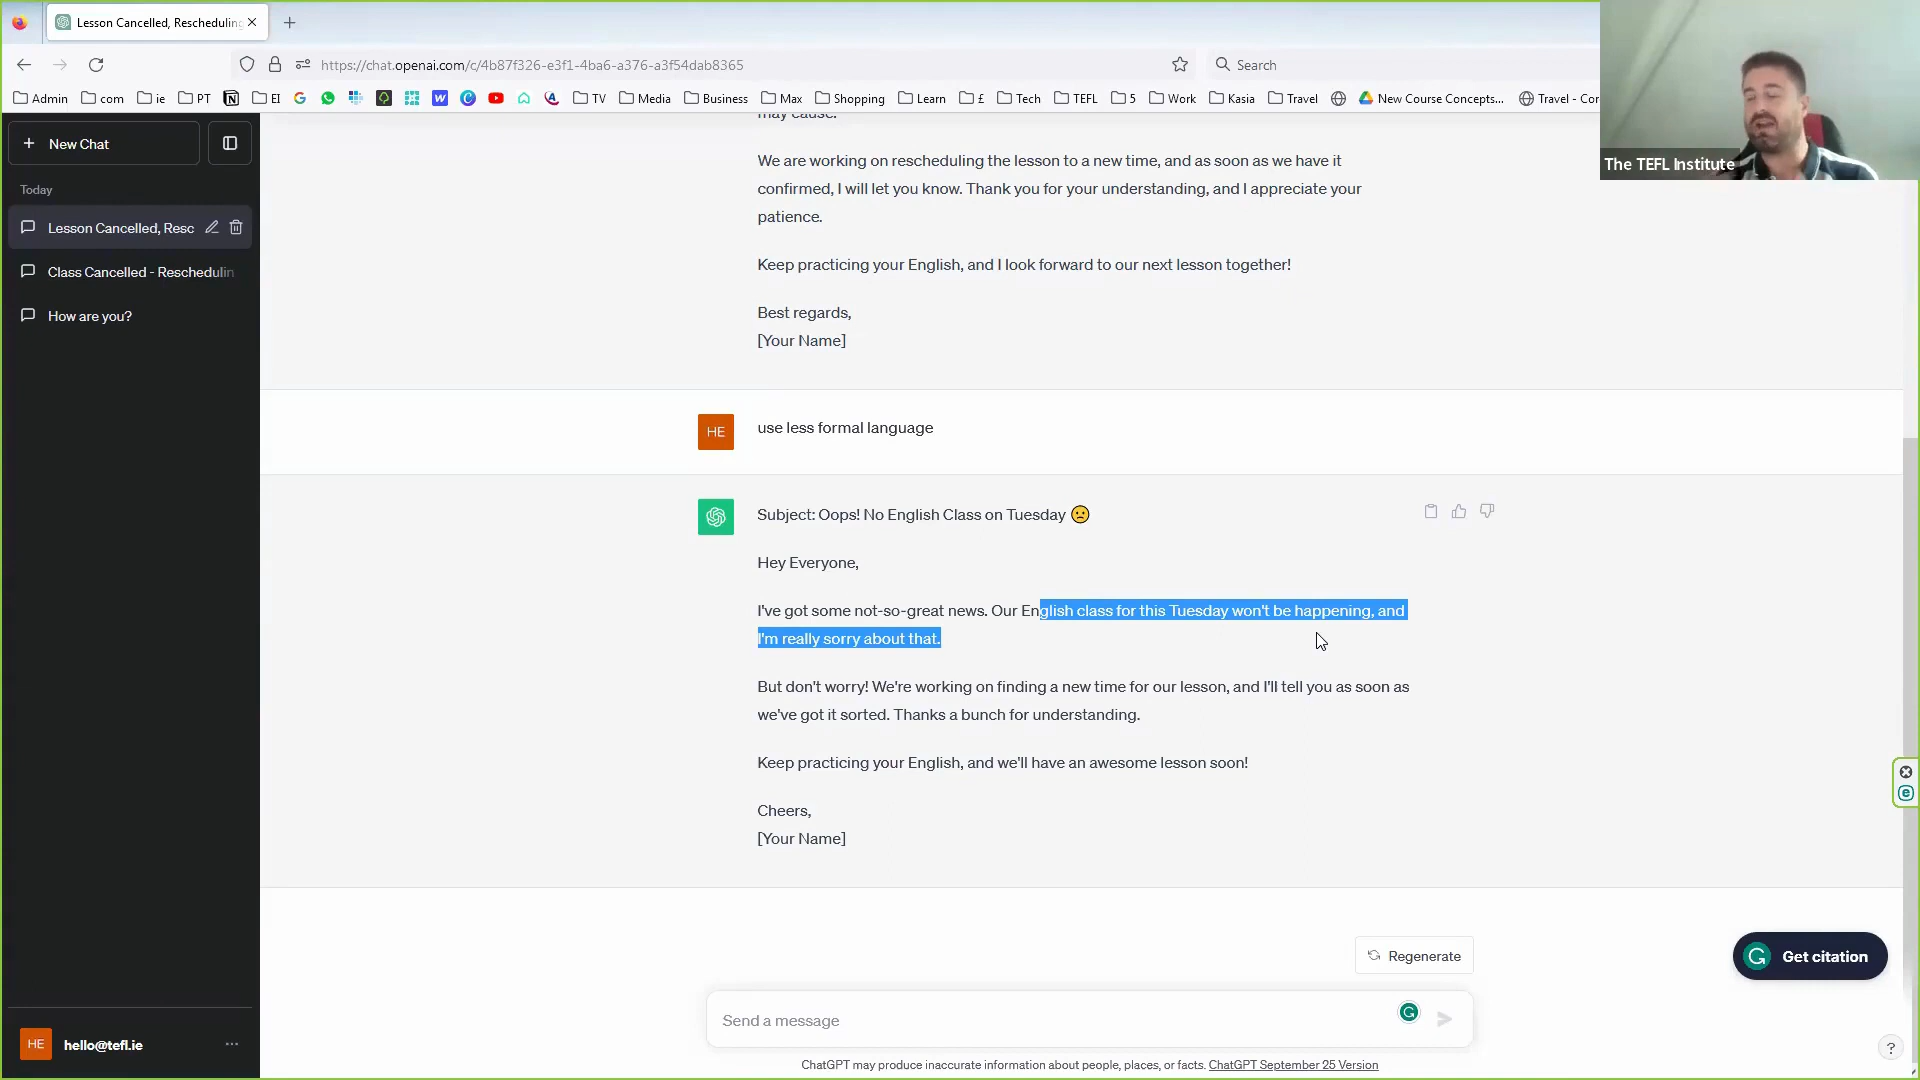 Lesson Cancelled, Rescheduling
https://chat.openai.com/c/4b87f326-e3f1-4ba6-a376-a3f54dab8365
Search
Admin com ie PT EI TV Media Business Max Shopping Learn £ Tech TEFL 5 Work Kasia Travel New Course Concepts... Travel - Cor
The TEFL Institute
New Chat
Today
Lesson Cancelled, Resc
Class Cancelled - Reschedulin
How are you?
hello@tefl.ie
HE
may cause.
We are working on rescheduling the lesson to a new time, and as soon as we have it
confirmed, I will let you know. Thank you for your understanding, and I appreciate your
patience.
Keep practicing your English, and I look forward to our next lesson together!
Best regards,
[Your Name]
HE
use less formal language
Subject: Oops! No English Class on Tuesday 🙁
Hey Everyone,
I've got some not-so-great news. Our English class for this Tuesday won't be happening, and
I'm really sorry about that.
But don't worry! We're working on finding a new time for our lesson, and I'll tell you as soon as
we've got it sorted. Thanks a bunch for understanding.
Keep practicing your English, and we'll have an awesome lesson soon!
Cheers,
[Your Name]
Regenerate
Get citation
Send a message
ChatGPT may produce inaccurate information about people, places, or facts. ChatGPT September 25 Version
?